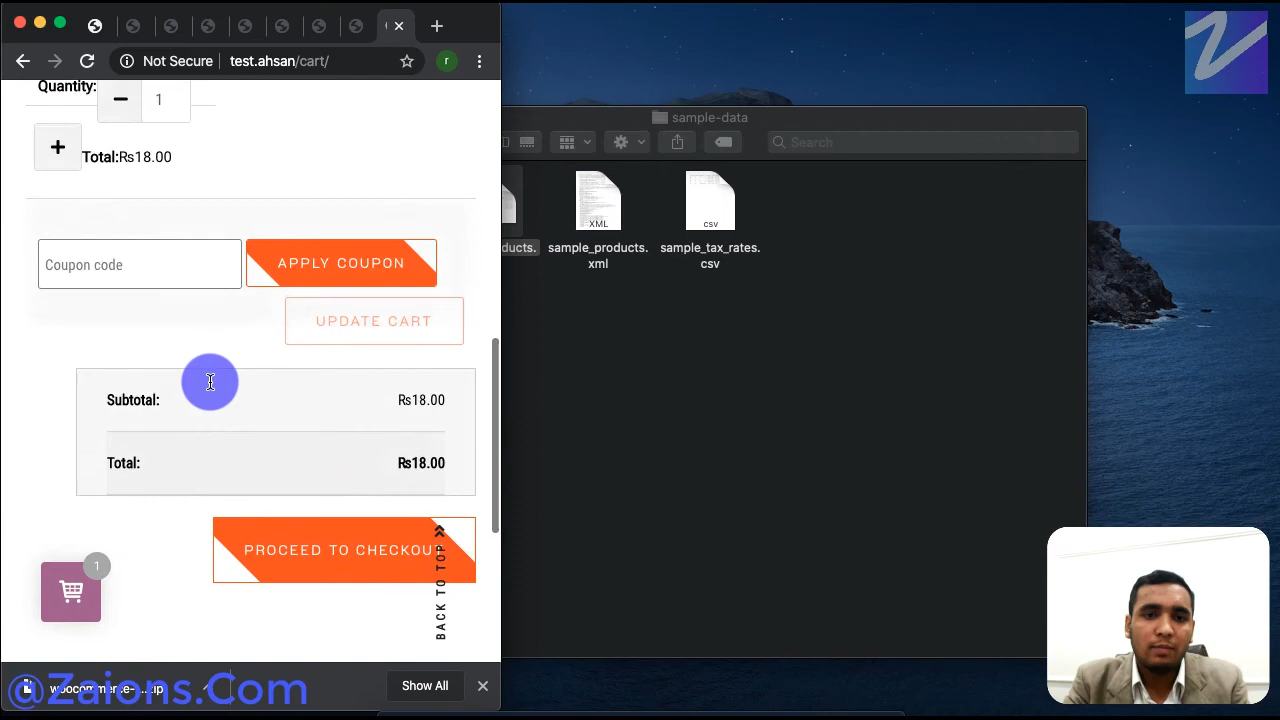 Not Secure
test.ahsan/cart/
r
sample-data
Search
Quantity:
1
Total:₨18.00
XML
csv
ducts.
sample_products.
xml
sample_tax_rates.
csv
Coupon code
APPLY COUPON
UPDATE CART
Subtotal:
₨18.00
Total:
₨18.00
PROCEED TO CHECKOUT
BACK TO TOP
1
@Zaions.Com
Show All